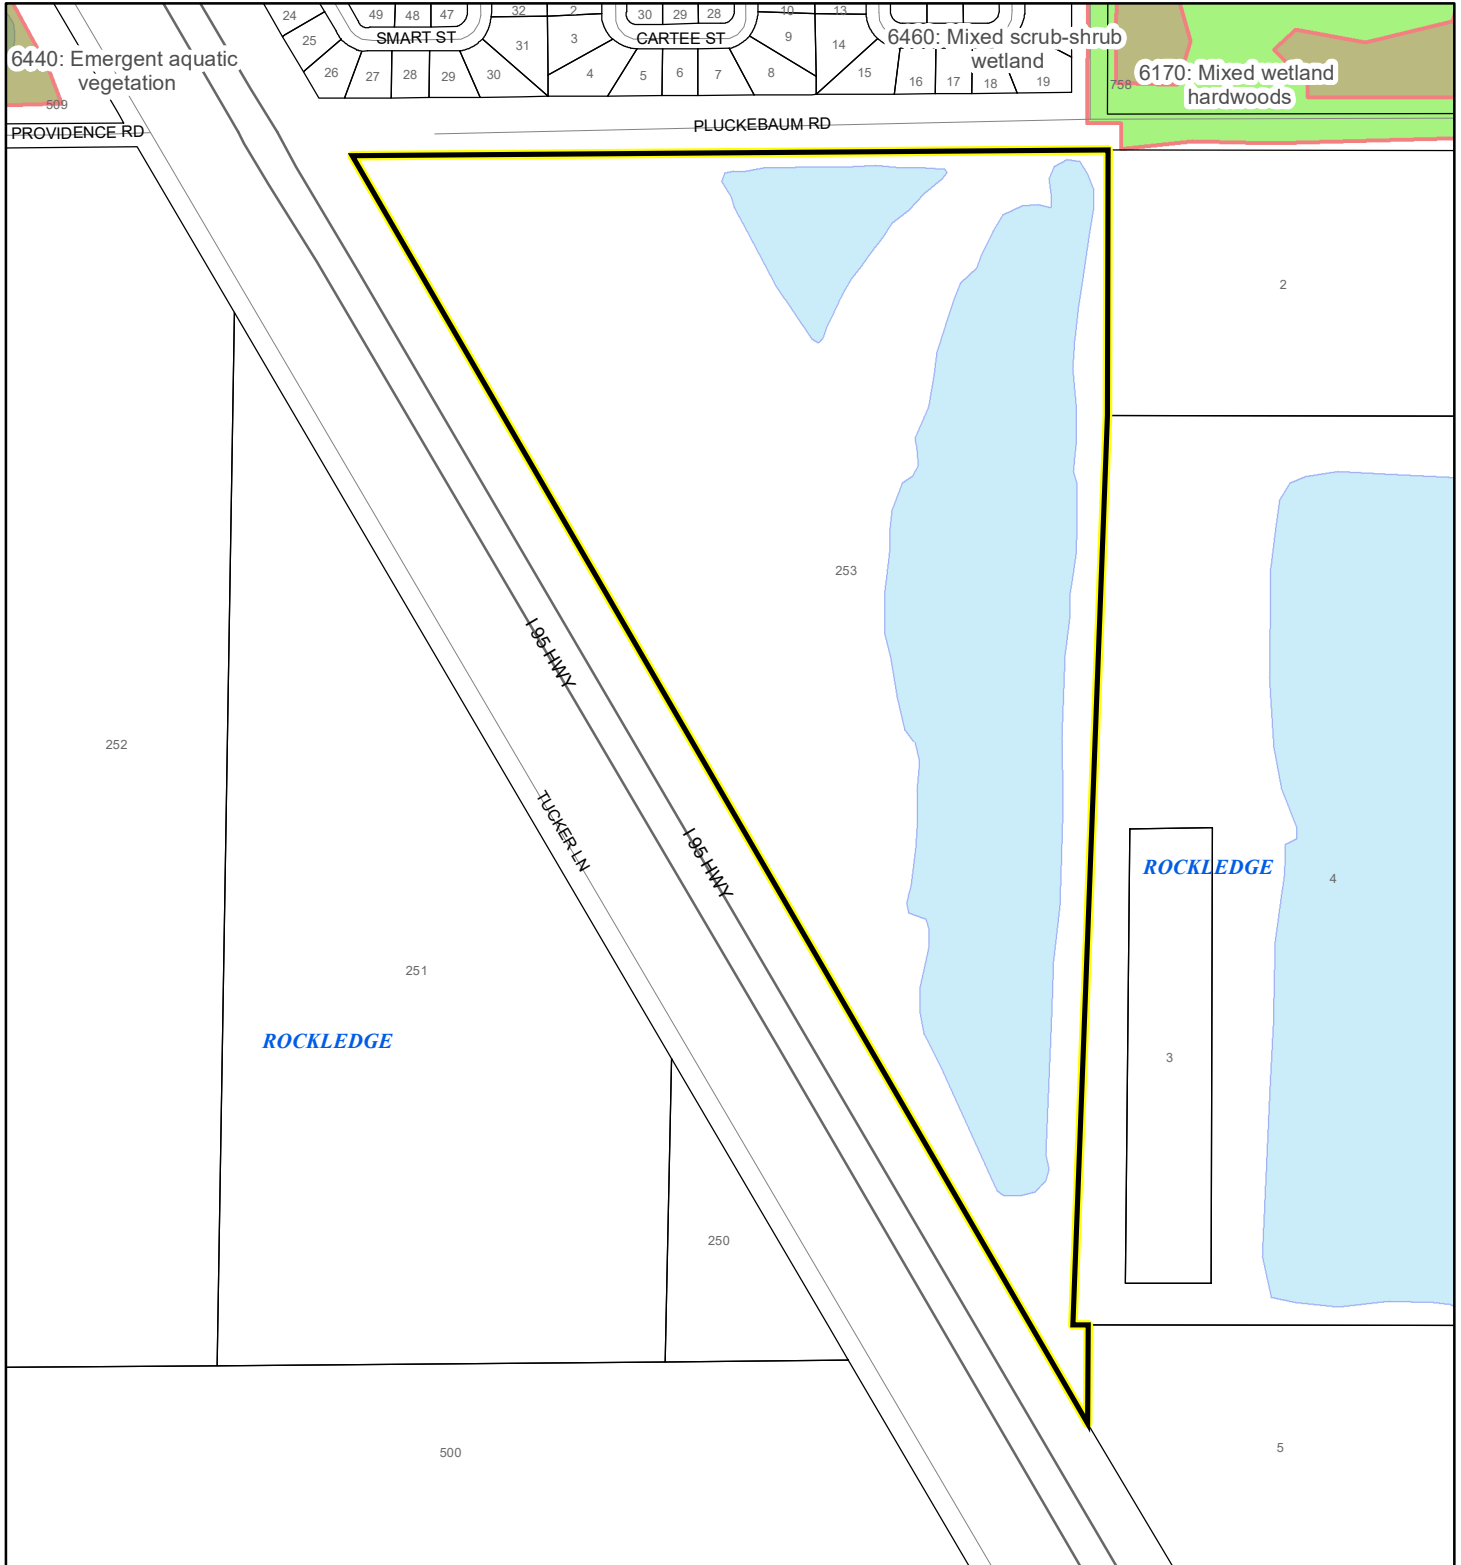 24
49
48
47
32
2
30
29
28
10
13
25
SMART ST
31
3
CARTEE ST
9
14
6460: Mixed scrub-shrub
wetland
6440: Emergent aquatic
vegetation
26
27
28
29
30
4
5
6
7
8
15
16
17
18
19
758
6170: Mixed wetland
hardwoods
509
PROVIDENCE RD
PLUCKEBAUM RD
2
253
I 95 HWY
252
TUCKER LN
I 95 HWY
ROCKLEDGE
4
251
ROCKLEDGE
3
250
500
5